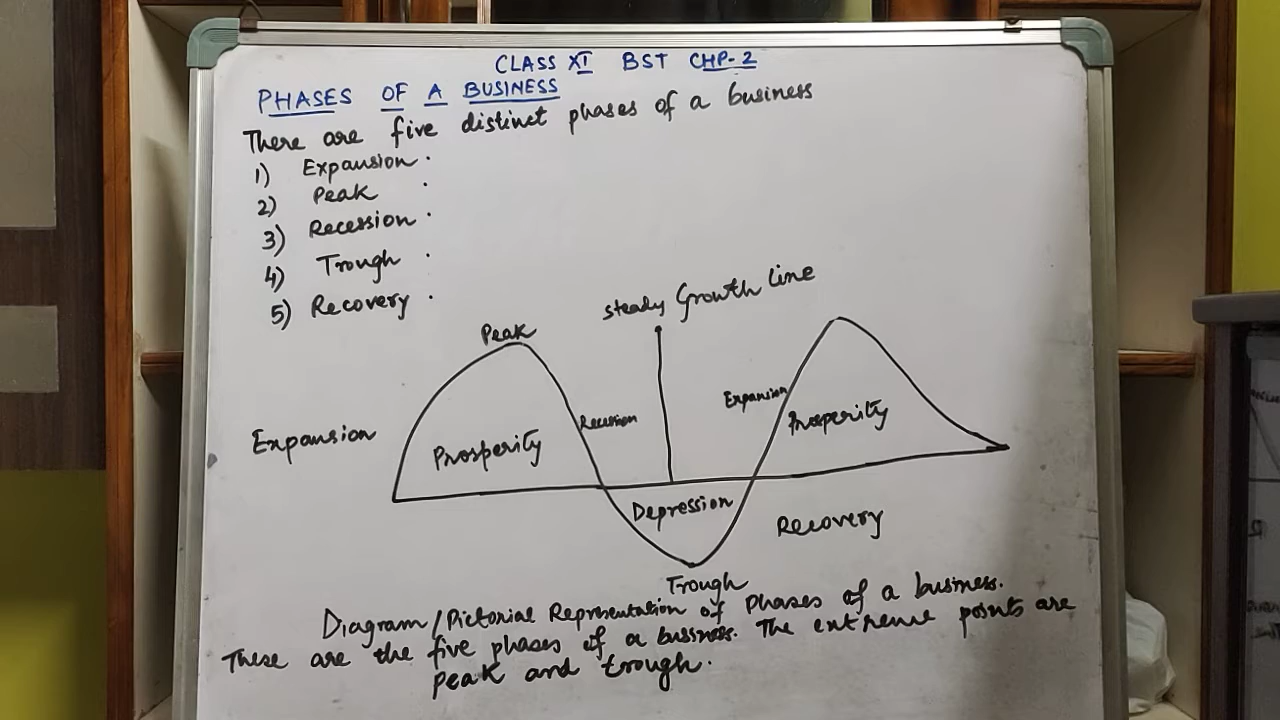 CLASS XI BST CHP-2
PHASES OF A BUSINESS
There are five distinct phases of a business
1) Expansion.
2) Peak .
3) Recession.
4) Trough .
5) Recovery .
steady Growth Line
Peak
Expansion
Recession
Expansion
Prosperity
Prosperity
Depression
Recovery
Trough
Diagram/Pictorial Representation of Phases of a business.
These are the five phases of a bussness. The extreme points are
peak and trough.